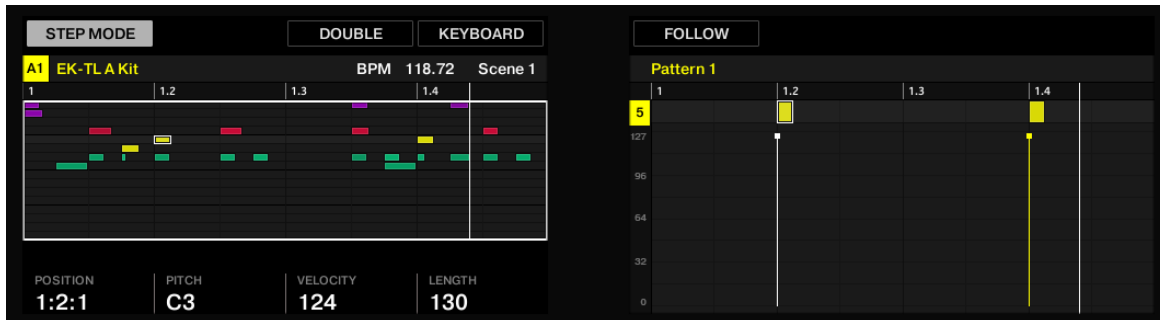 STEP MODE DOUBLE KEYBOARD
A1 EK-TL A Kit BPM 118.72 Scene 1
1 1.2 1.3 1.4
POSITION PITCH VELOCITY LENGTH
1:2:1 C3 124 130
FOLLOW
Pattern 1
1 1.2 1.3 1.4
5
127
96
64
32
0